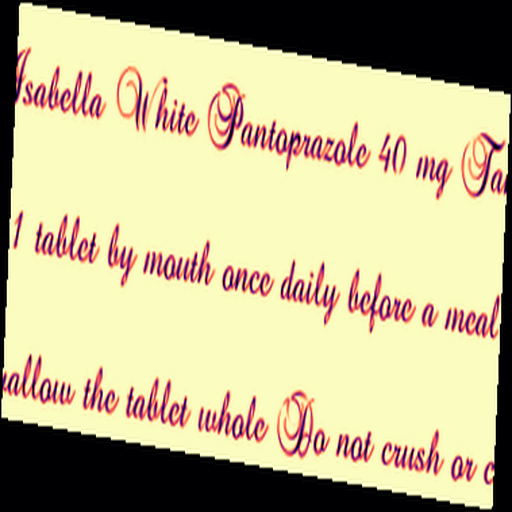 Isabella White Pantoprazole 40 mg
1 tablet by mouth once daily before a meal
the tablet whole Do not crush or